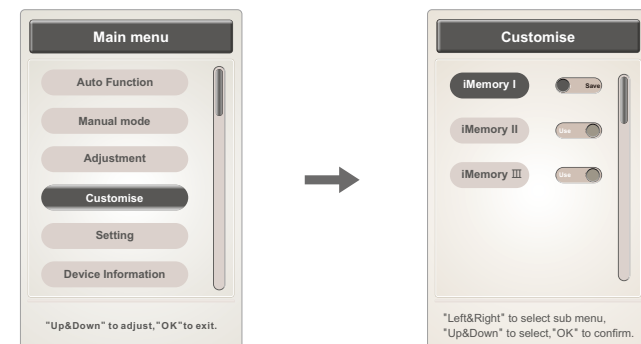 Main menu
Auto Function
Manual mode
Adjustment
Customise
Setting
Device Information
"Up&Down" to adjust,"OK"to exit.
Customise
iMemory I Save
iMemory II Use
iMemory III Use
"Left&Right" to select sub menu,
"Up&Down" to select,"OK" to confirm.